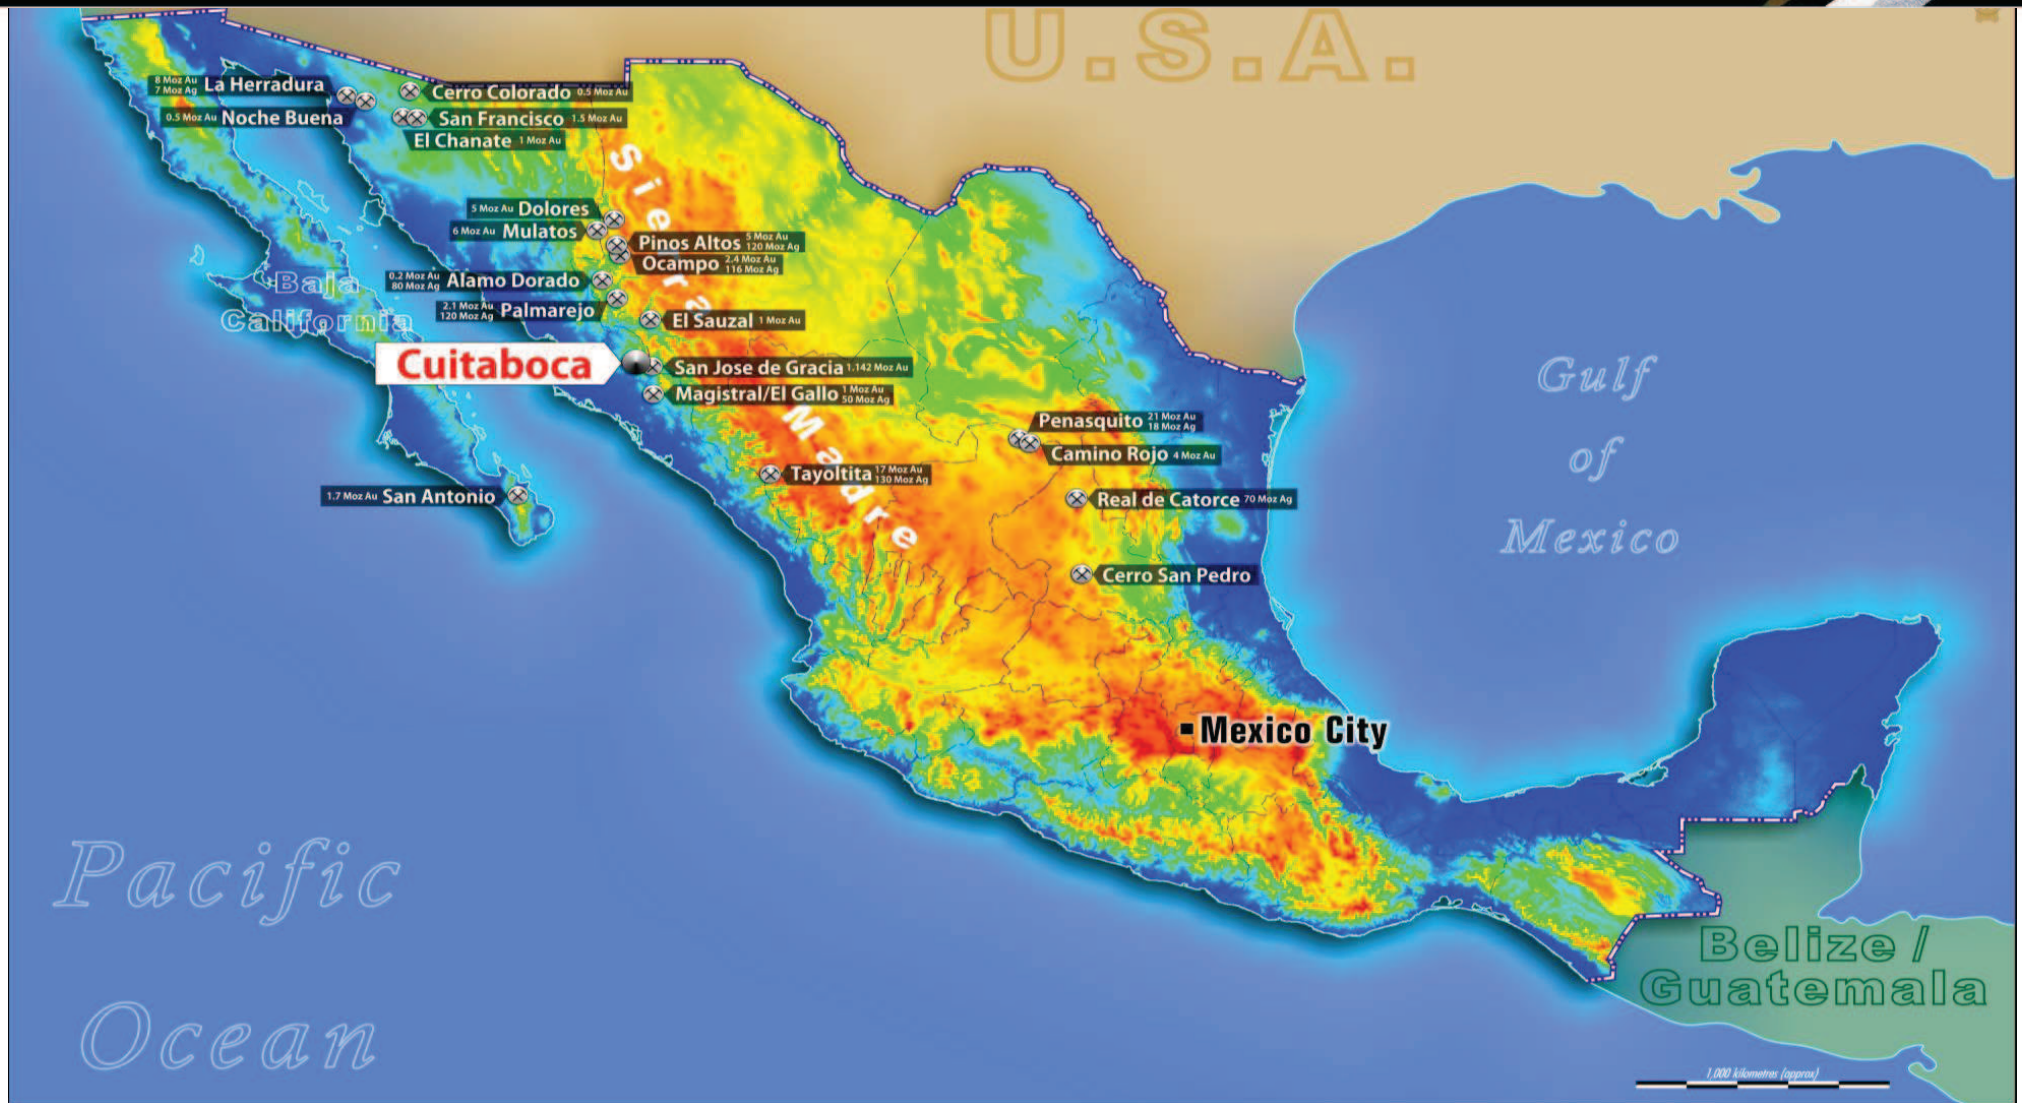 U.S.A.
8 Moz Au
7 Moz Ag
La Herradura
Cerro Colorado 0.5 Moz Au
0.5 Moz Au Noche Buena
San Francisco 1.5 Moz Au
El Chanate 1 Moz Au
Sierra Madre
5 Moz Au Dolores
6 Moz Au Mulatos
Pinos Altos
5 Moz Au
120 Moz Ag
Ocampo
2.4 Moz Au
116 Moz Ag
0.2 Moz Au
80 Moz Ag
Alamo Dorado
2.1 Moz Au
120 Moz Ag
Palmarejo
Baja
California
El Sauzal 1 Moz Au
Cuitaboca
San Jose de Gracia 1.142 Moz Au
Magistral/El Gallo
1 Moz Au
50 Moz Ag
Penasquito
21 Moz Au
18 Moz Ag
Camino Rojo 4 Moz Au
Tayoltita
17 Moz Au
130 Moz Ag
1.7 Moz Au San Antonio
Real de Catorce 70 Moz Ag
Cerro San Pedro
Gulf
of
Mexico
Mexico City
Pacific
Ocean
Belize /
Guatemala
1,000 kilometres (approx)